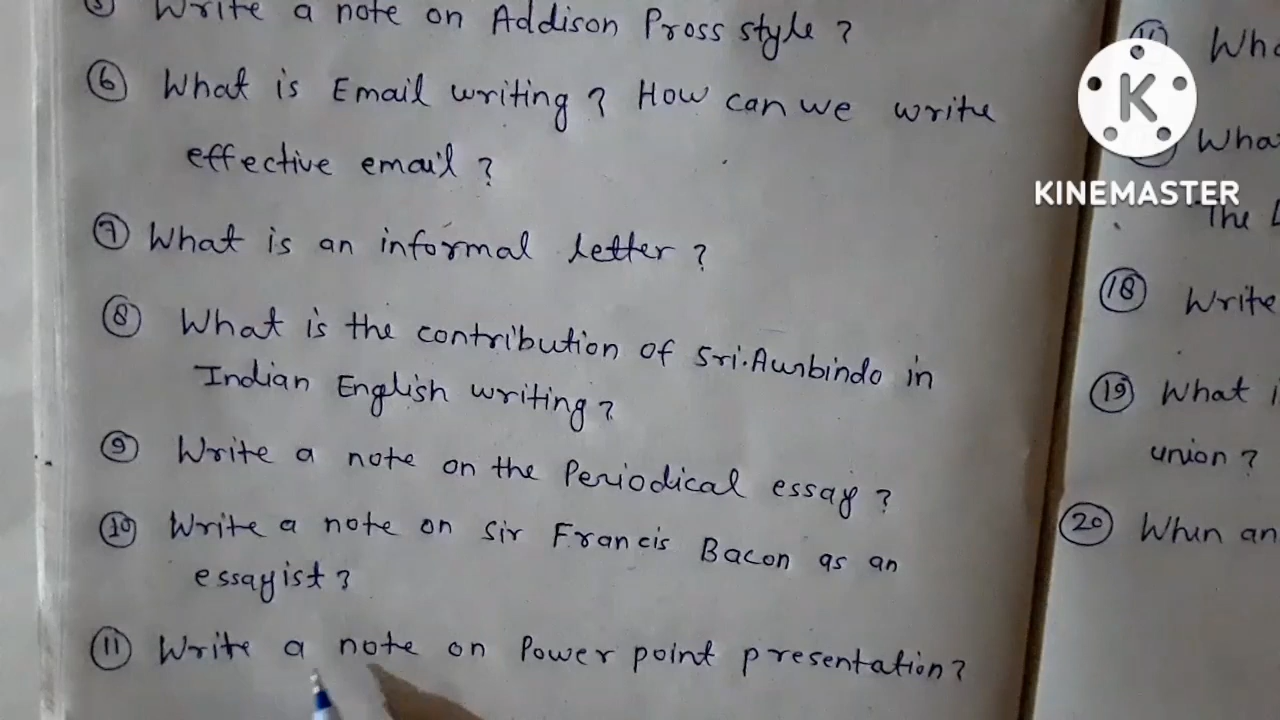 5 Write a note on Addison Pross style ?
6 What is Email writing ? How can we write
effective email ?
7 What is an informal letter ?
8 What is the contribution of Sri.Aurbindo in
Indian English writing ?
9 Write a note on the Periodical essay ?
10 Write a note on Sir Francis Bacon as an
essayist ?
11 Write a note on Power point presentation ?
K
KINEMASTER
The
18 Write
19 What
union ?
20 Whun an